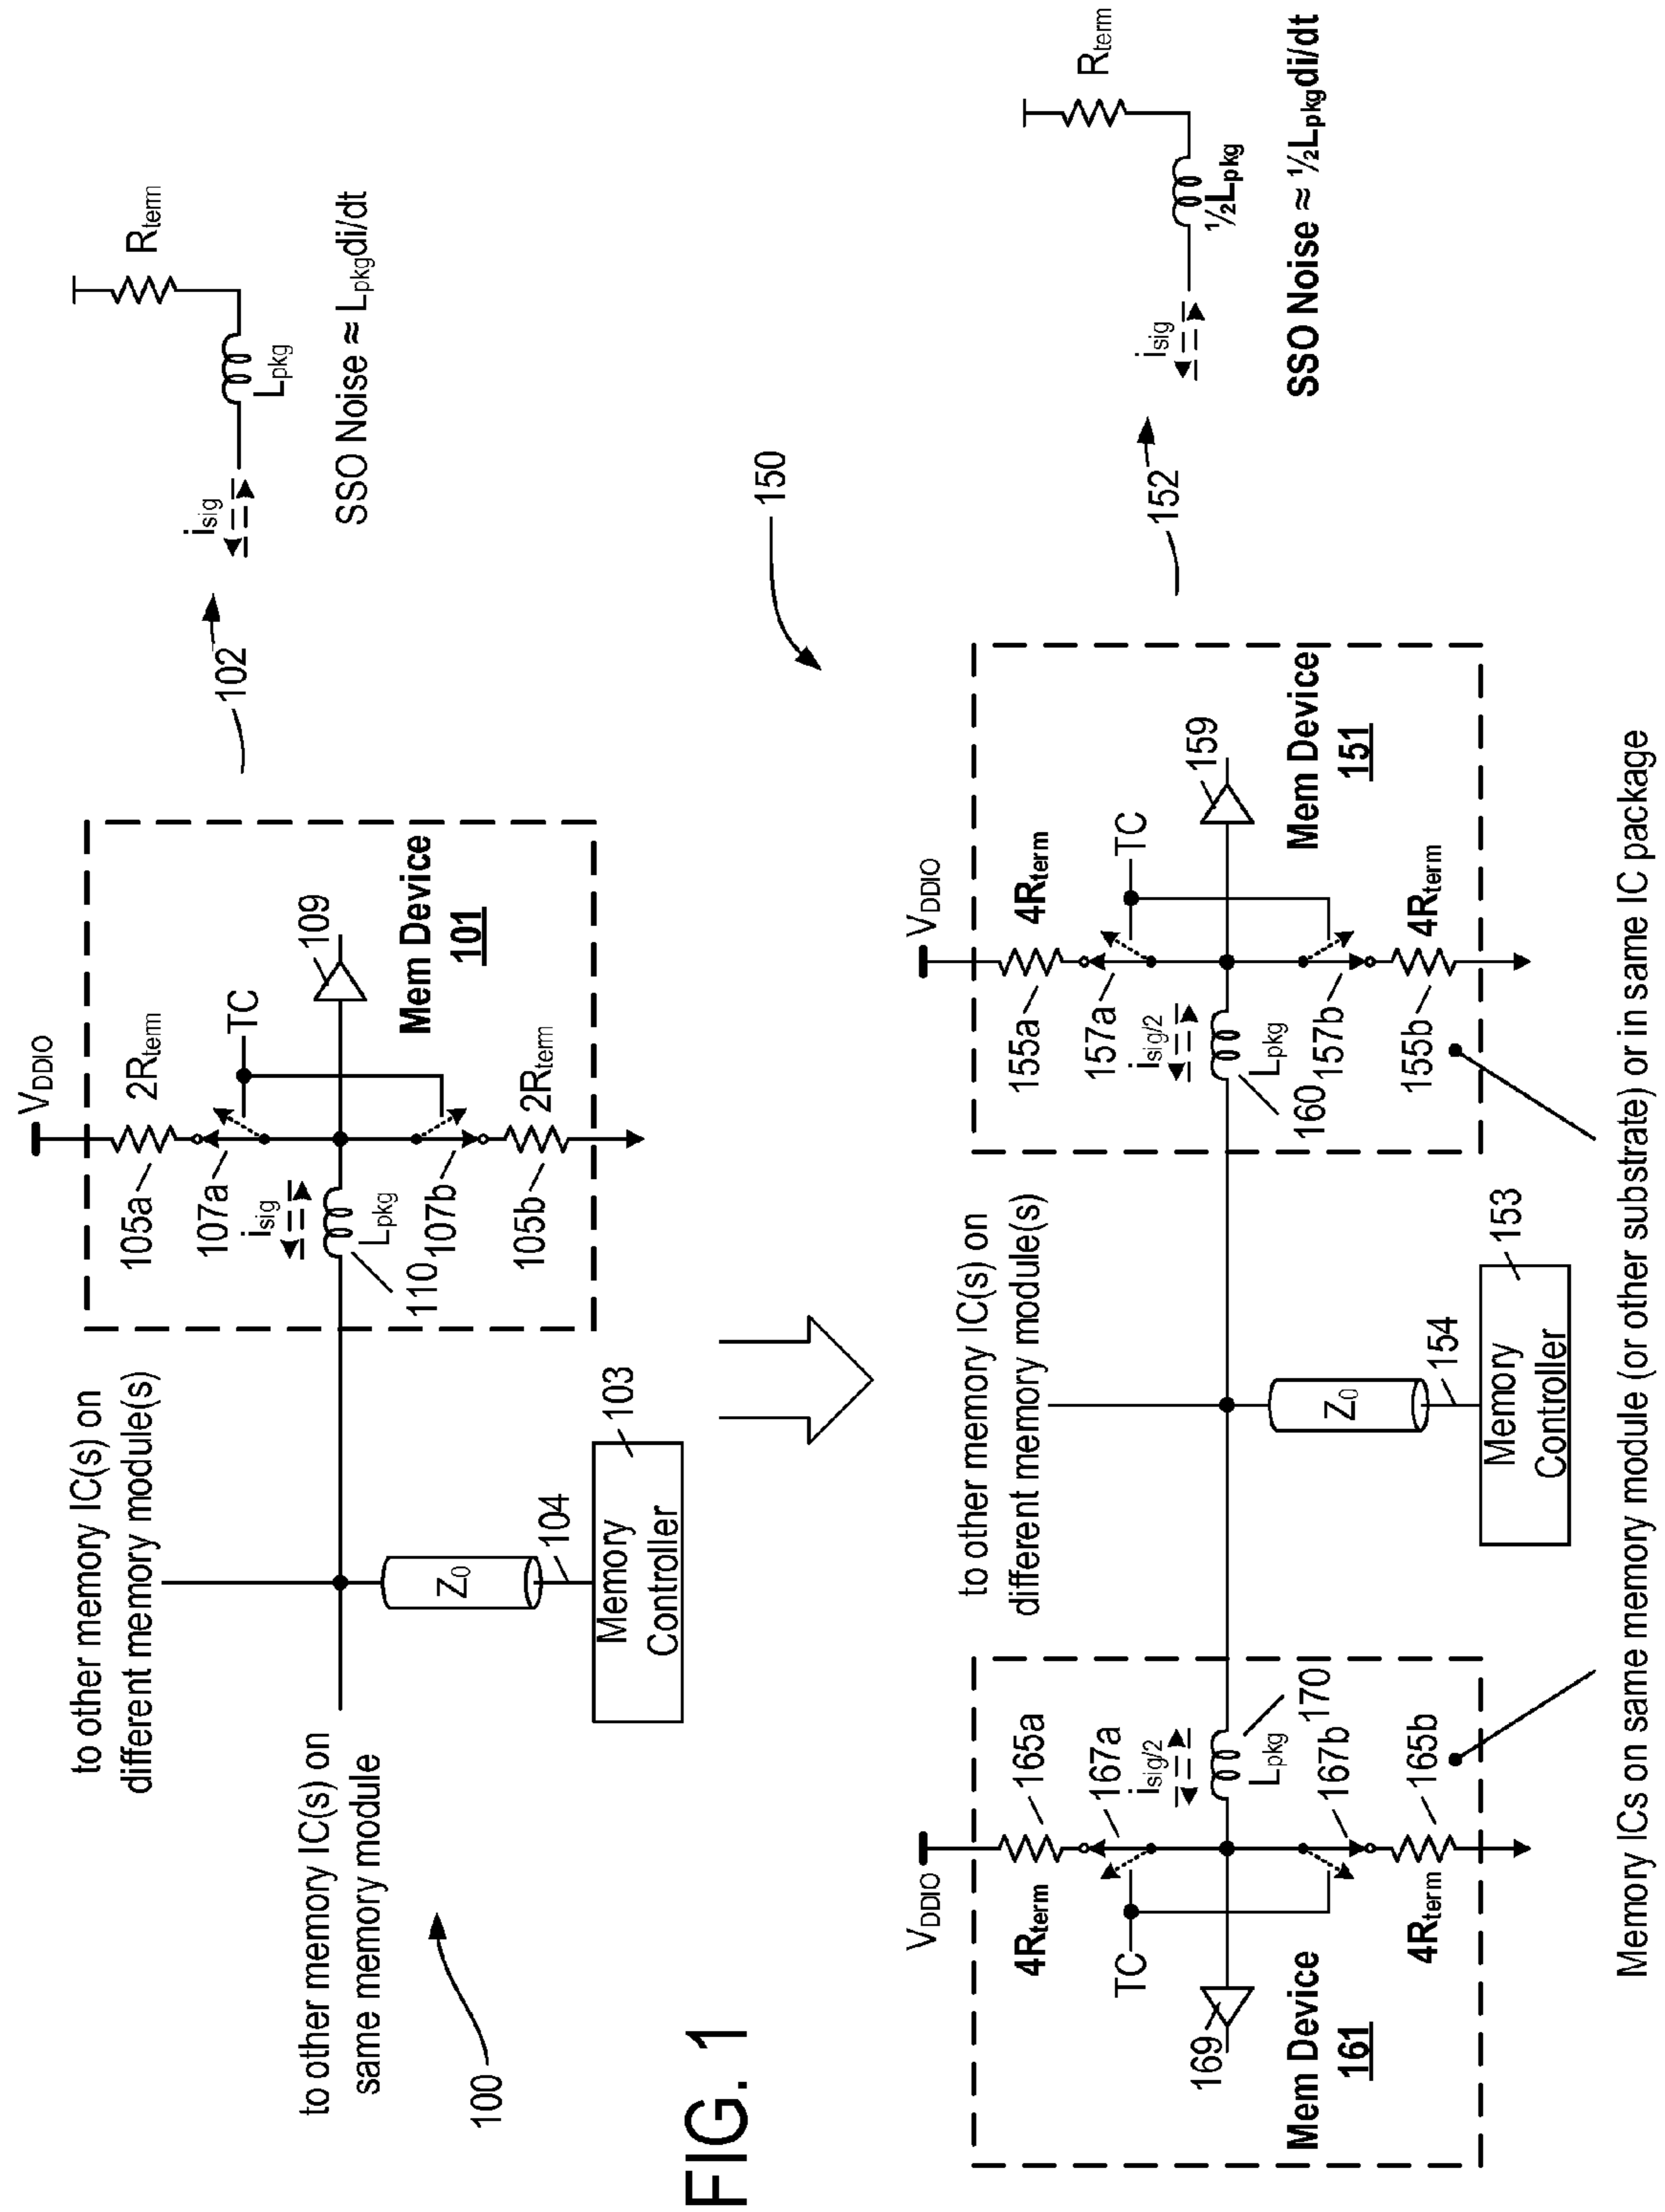 FIG. 1
100
to other memory IC(s) on
different memory module(s)
to other memory IC(s) on
same memory module
Z0
104
Memory
Controller
103
VDDIO
105a
2Rterm
107a
TC
isig
Lpkg
110
107b
105b
2Rterm
109
Mem Device
101
102
isig
Lpkg
Rterm
SSO Noise ≈ Lpkgdi/dt
150
VDDIO
4Rterm
165a
167a
TC
isig/2
Lpkg
170
167b
165b
4Rterm
169
Mem Device
161
to other memory IC(s) on
different memory module(s)
Z0
154
Memory
Controller
153
VDDIO
155a
4Rterm
157a
TC
isig/2
Lpkg
160
157b
155b
4Rterm
159
Mem Device
151
152
isig
½Lpkg
Rterm
SSO Noise ≈ ½Lpkgdi/dt
Memory ICs on same memory module (or other substrate) or in same IC package